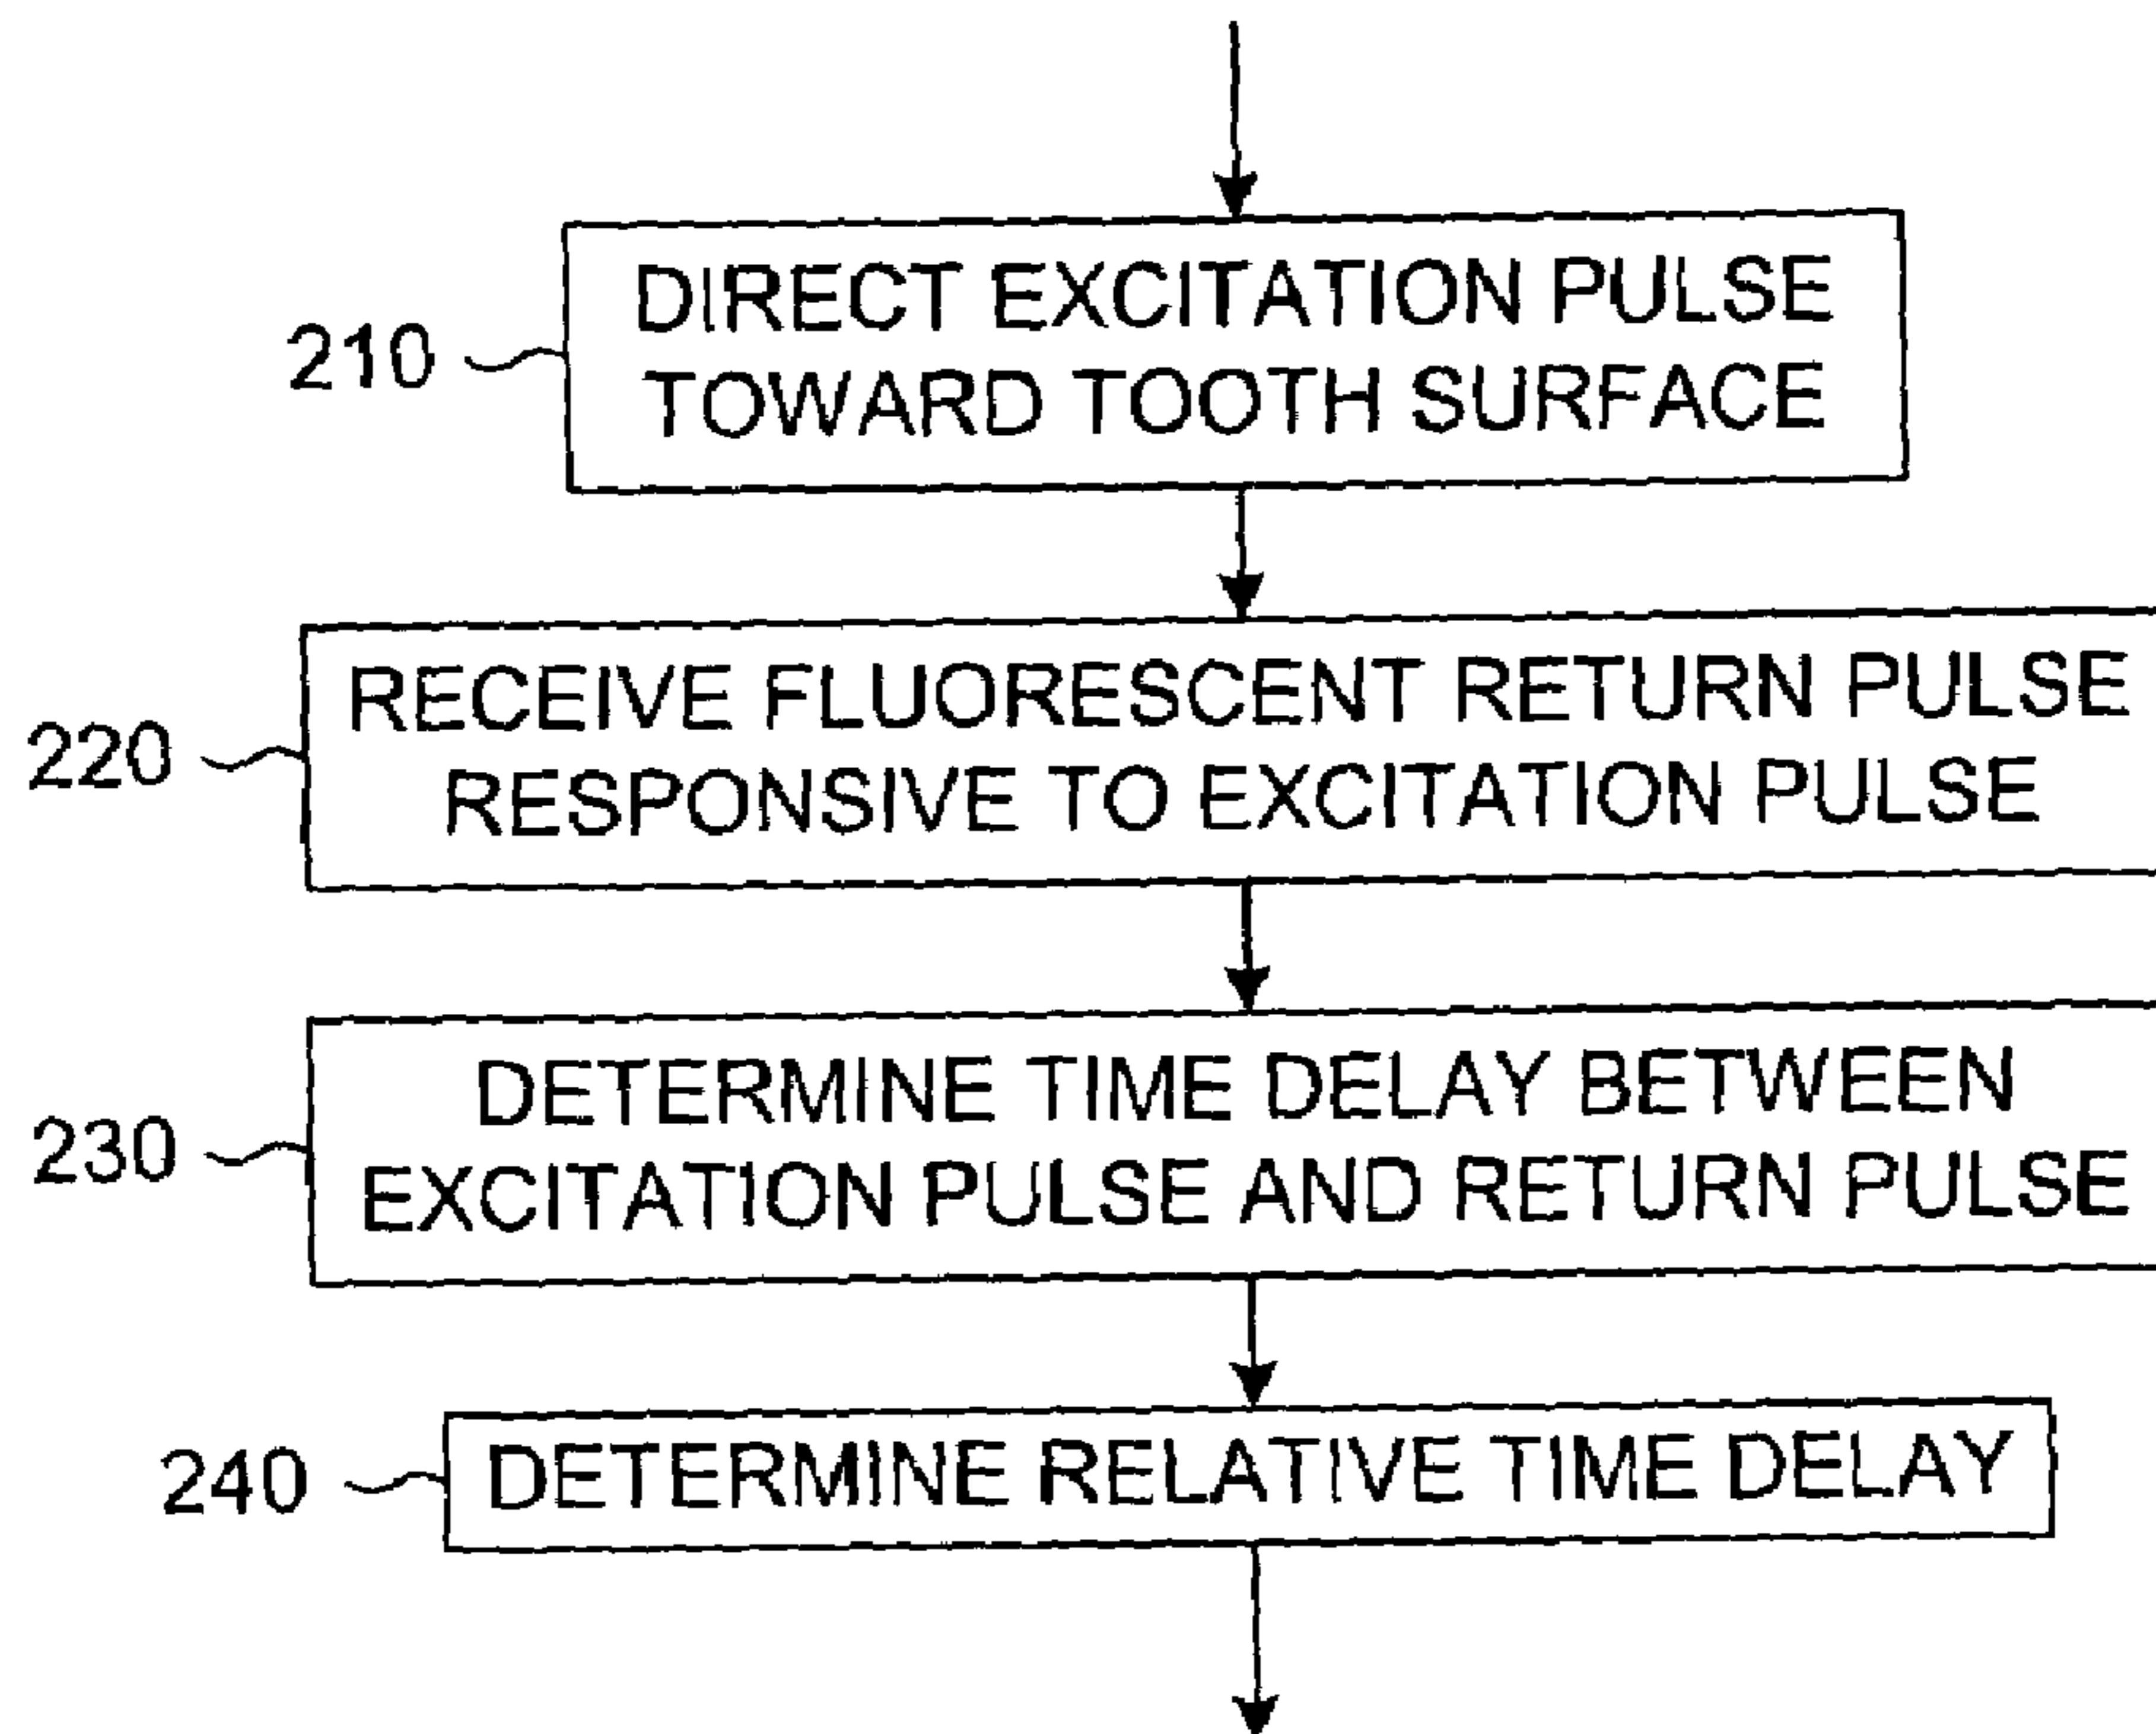 210
DIRECT EXCITATION PULSE
TOWARD TOOTH SURFACE
220
RECEIVE FLUORESCENT RETURN PULSE
RESPONSIVE TO EXCITATION PULSE
230
DETERMINE TIME DELAY BETWEEN
EXCITATION PULSE AND RETURN PULSE
240
DETERMINE RELATIVE TIME DELAY